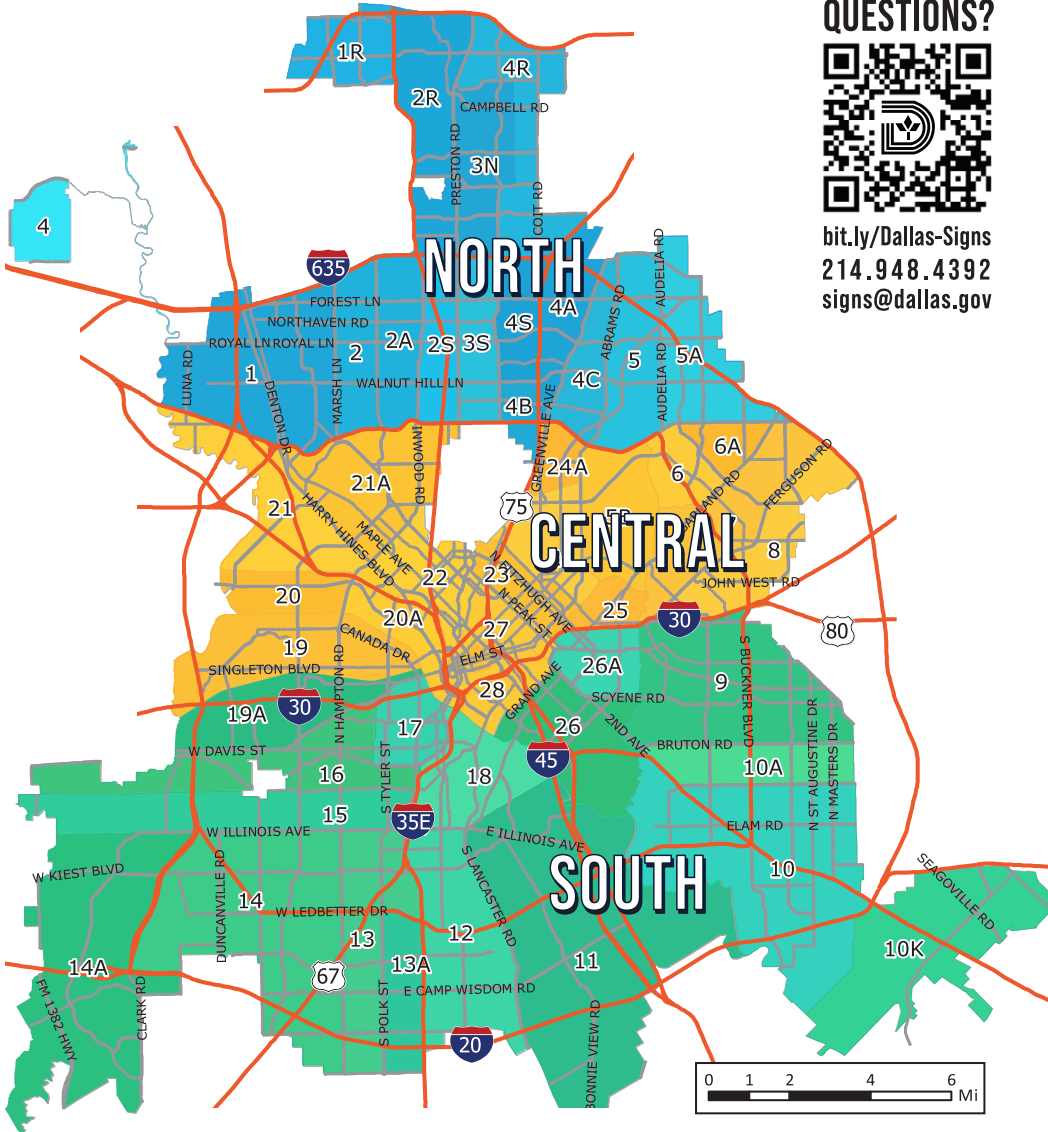 QUESTIONS?
bit.ly/Dallas-Signs
214.948.4392
signs@dallas.gov
1R
4R
2R
CAMPBELL RD
PRESTON RD
3N
COIT RD
4
NORTH
635
AUDELIA RD
FOREST LN
4A
NORTHAVEN RD
4S
ABRAMS RD
ROYAL LN
ROYAL LN
2
2A
2S
3S
5
5A
LUNA RD
1
MARSH LN
WALNUT HILL LN
4C
AUDELIA RD
DENTON DR
4B
GREENVILLE AVE
INWOOD RD
6A
24A
6
21A
GARLAND RD
FERGUSON RD
75
21
HARRY HINES BLVD
MAPLE AVE
CENTRAL
8
22
23
N FITZHUGH AVE
JOHN WEST RD
20
N PEAK ST
25
30
20A
27
80
CANADA DR
19
ELM ST
SINGLETON BLVD
N HAMPTON RD
26A
S BUCKNER BLVD
9
28
GRAND AVE
SCYENE RD
30
19A
17
26
2ND AVE
BRUTON RD
W DAVIS ST
45
10A
N ST AUGUSTINE DR
N MASTERS DR
16
S TYLER ST
18
15
35E
ELAM RD
W ILLINOIS AVE
E ILLINOIS AVE
W KIEST BLVD
DUNCANVILLE RD
S LANCASTER RD
SOUTH
10
SEAGOVILLE RD
14
W LEDBETTER DR
12
13
10K
14A
67
13A
11
E CAMP WISDOM RD
FM 1382 HWY
CLARK RD
S POLK ST
20
BONNIE VIEW RD
0 1 2 4 6
Mi